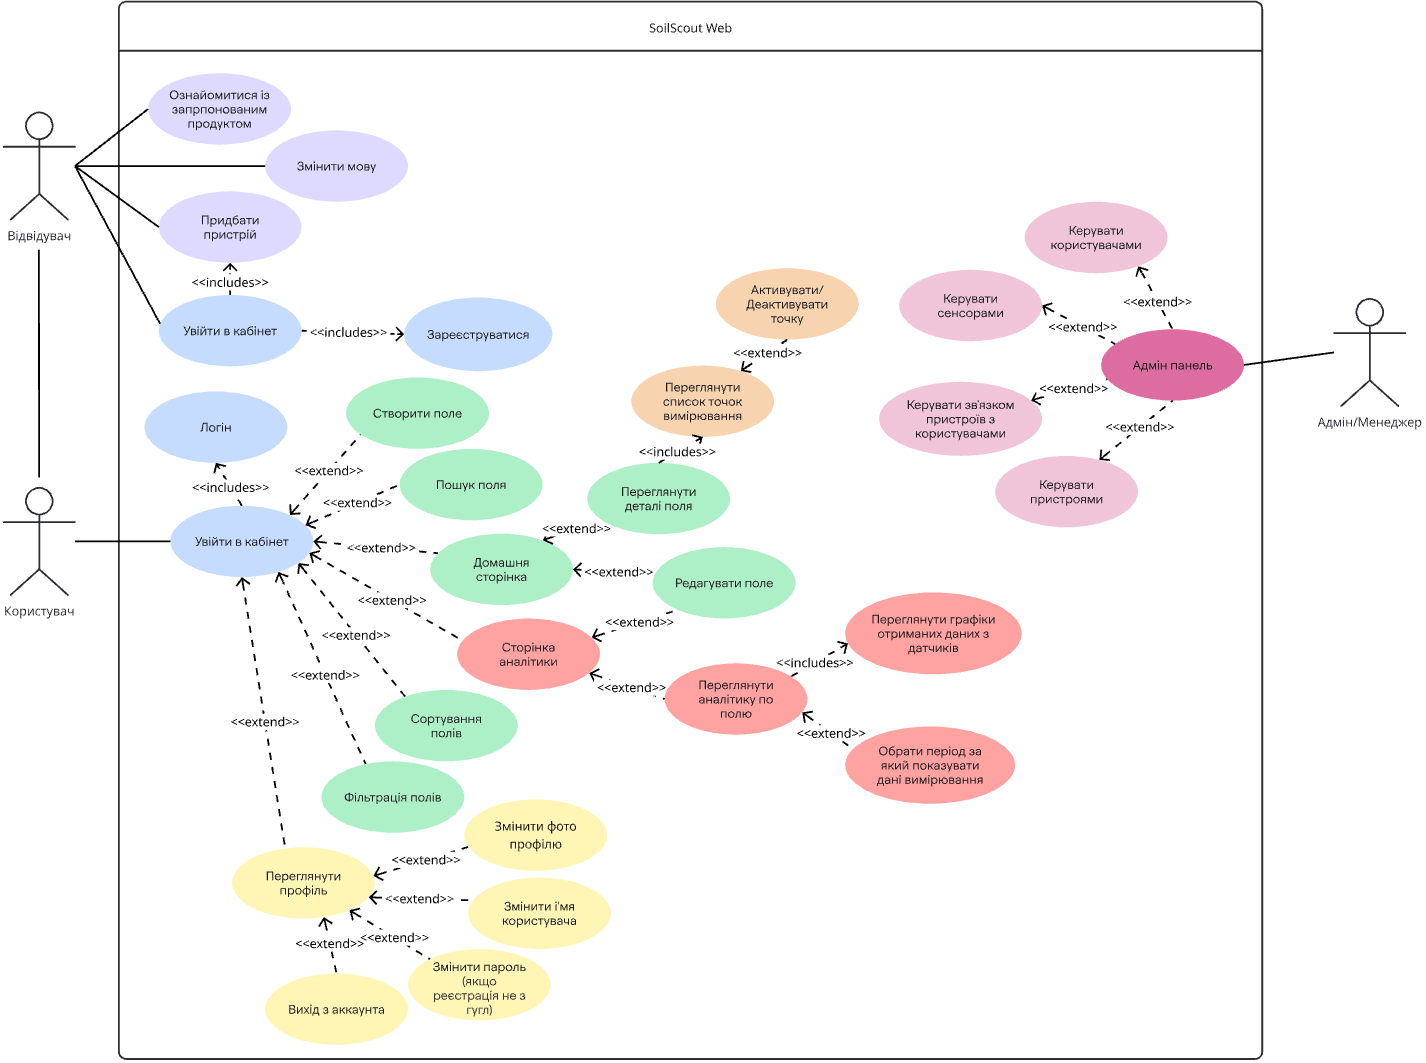 SoilScout Web
Ознайомитися із
запрпонованим
продуктом
Змінити мову
Придбати
пристрій
Відвідувач
<<includes>>
Увійти в кабінет
<<includes>>
Зареєструватися
Логін
<<includes>>
Увійти в кабінет
Користувач
Створити поле
<<extend>>
Пошук поля
<<extend>>
<<extend>>
Домашня
сторінка
<<extend>>
Переглянути
деталі поля
<<includes>>
Переглянути
список точок
вимірювання
<<extend>>
Активувати/
Деактивувати
точку
<<extend>>
Редагувати поле
<<extend>>
<<extend>>
Сторінка
аналітики
<<extend>>
Переглянути
аналітику по
полю
<<includes>>
Переглянути графіки
отриманих даних з
датчиків
<<extend>>
Обрати період за
який показувати
дані вимірювання
<<extend>>
Сортування
полів
<<extend>>
Фільтрація полів
<<extend>>
Переглянути
профіль
<<extend>>
Змінити фото
профілю
<<extend>>
Змінити і'мя
користувача
<<extend>>
Змінити пароль
(якщо
реєстрація не з
гугл)
<<extend>>
Вихід з аккаунта
Керувати
користувачами
<<extend>>
Керувати
сенсорами
<<extend>>
Адмін панель
<<extend>>
Керувати зв'язком
пристроїв з
користувачами
<<extend>>
Керувати
пристроями
Адмін/Менеджер